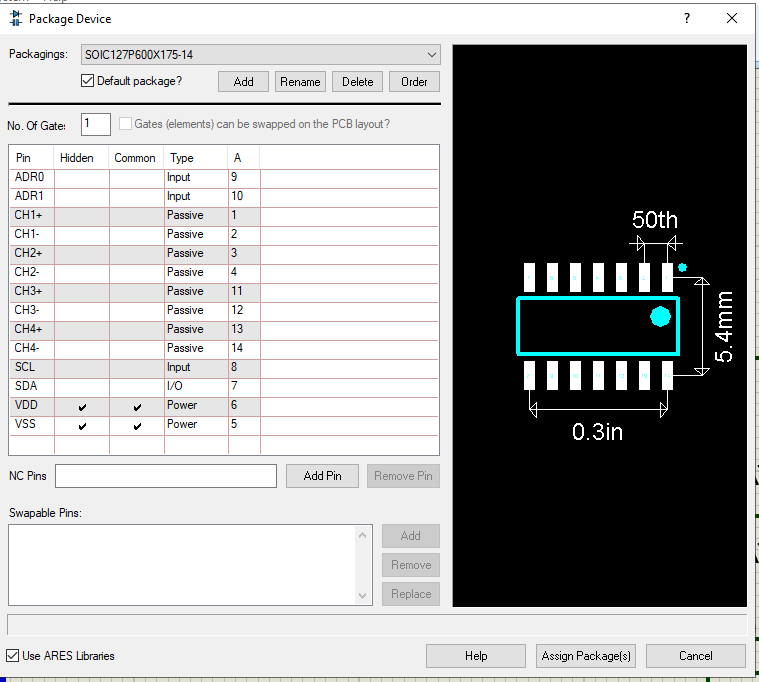 Package Device
?
Packagings: SOIC127P600X175-14
Default package? Add Rename Delete Order
No. Of Gates 1 Gates (elements) can be swapped on the PCB layout?
Pin Hidden Common Type A
ADR0 Input 9
ADR1 Input 10
CH1+ Passive 1
CH1- Passive 2
CH2+ Passive 3
CH2- Passive 4
CH3+ Passive 11
CH3- Passive 12
CH4+ Passive 13
CH4- Passive 14
SCL Input 8
SDA I/O 7
VDD Power 6
VSS Power 5
NC Pins Add Pin Remove Pin
Swapable Pins:
Add
Remove
Replace
50th
5.4mm
0.3in
Use ARES Libraries Help Assign Package(s) Cancel